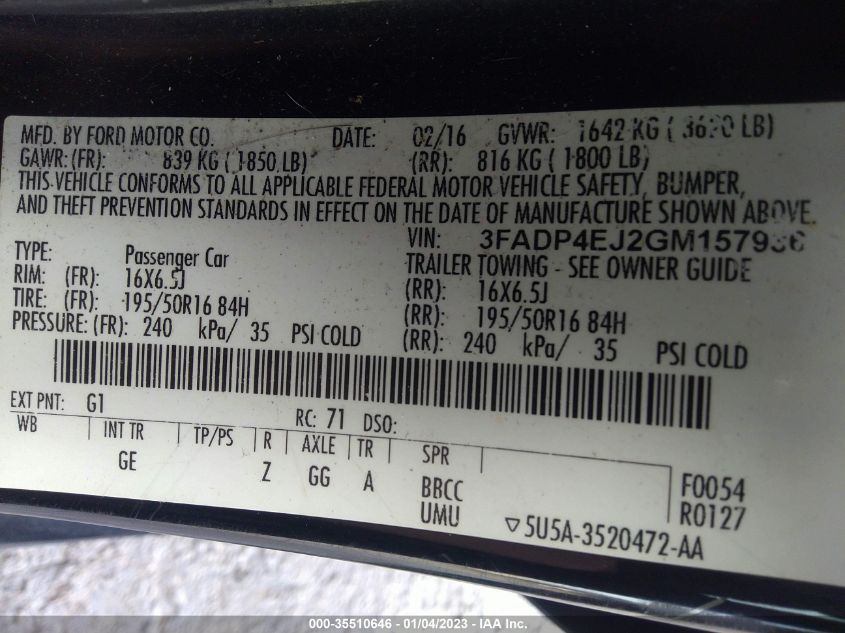 MFD. BY FORD MOTOR CO. DATE: 02/16 GVWR: 1642 KG
GAWR: (FR): 839 KG ( 1850 LB) (RR): 816 KG ( 1800 LB)
THIS VEHICLE CONFORMS TO ALL APPLICABLE FEDERAL MOTOR VEHICLE SAFETY, BUMPER,
AND THEFT PREVENTION STANDARDS IN EFFECT ON THE DATE OF MANUFACTURE SHOWN ABOVE.
VIN:
TYPE: Passenger Car TRAILER TOWING - SEE OWNER GUIDE
RIM: (FR): 16X6.5J (RR): 16X6.5J
TIRE: (FR): 195/50R16 84H (RR): 195/50R16 84H
PRESSURE: (FR): 240 kPa/ 35 PSI COLD (RR): 240 kPa/ 35 PSI COLD
EXT PNT: G1 RC: 71 DSO:
WB INT TR TP/PS R AXLE TR SPR
GE Z GG A BBCC F0054
UMU R0127
▽5U5A-3520472-AA
000-35510646 - 01/04/2023 - IAA Inc.